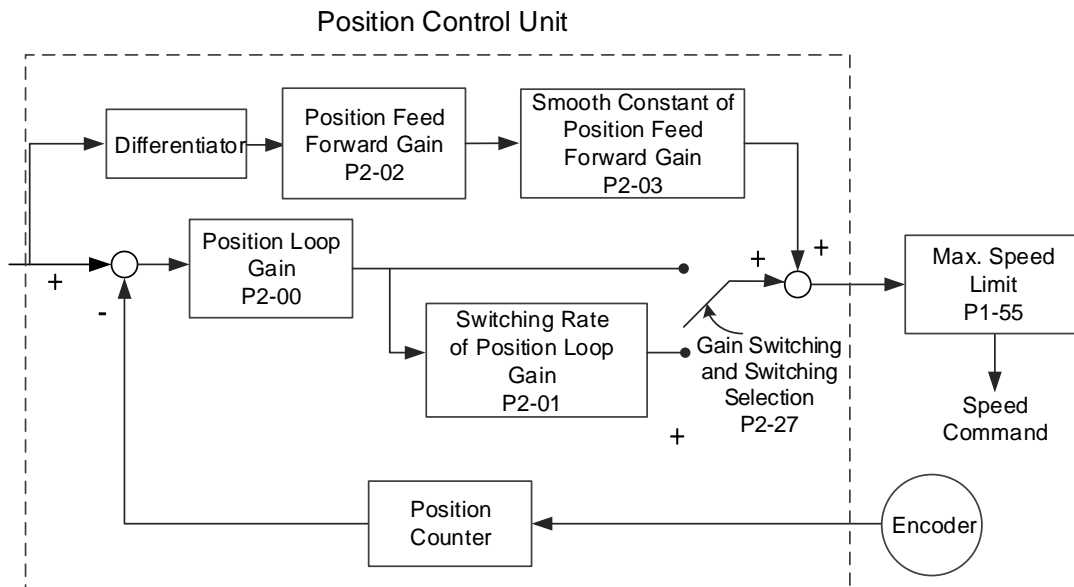 Position Control Unit
Differentiator
Position Feed
Forward Gain
P2-02
Smooth Constant of
Position Feed
Forward Gain
P2-03
+
-
Position Loop
Gain
P2-00
Switching Rate
of Position Loop
Gain
P2-01
+
+
+
Gain Switching
and Switching
Selection
P2-27
Max. Speed
Limit
P1-55
Speed
Command
Position
Counter
Encoder